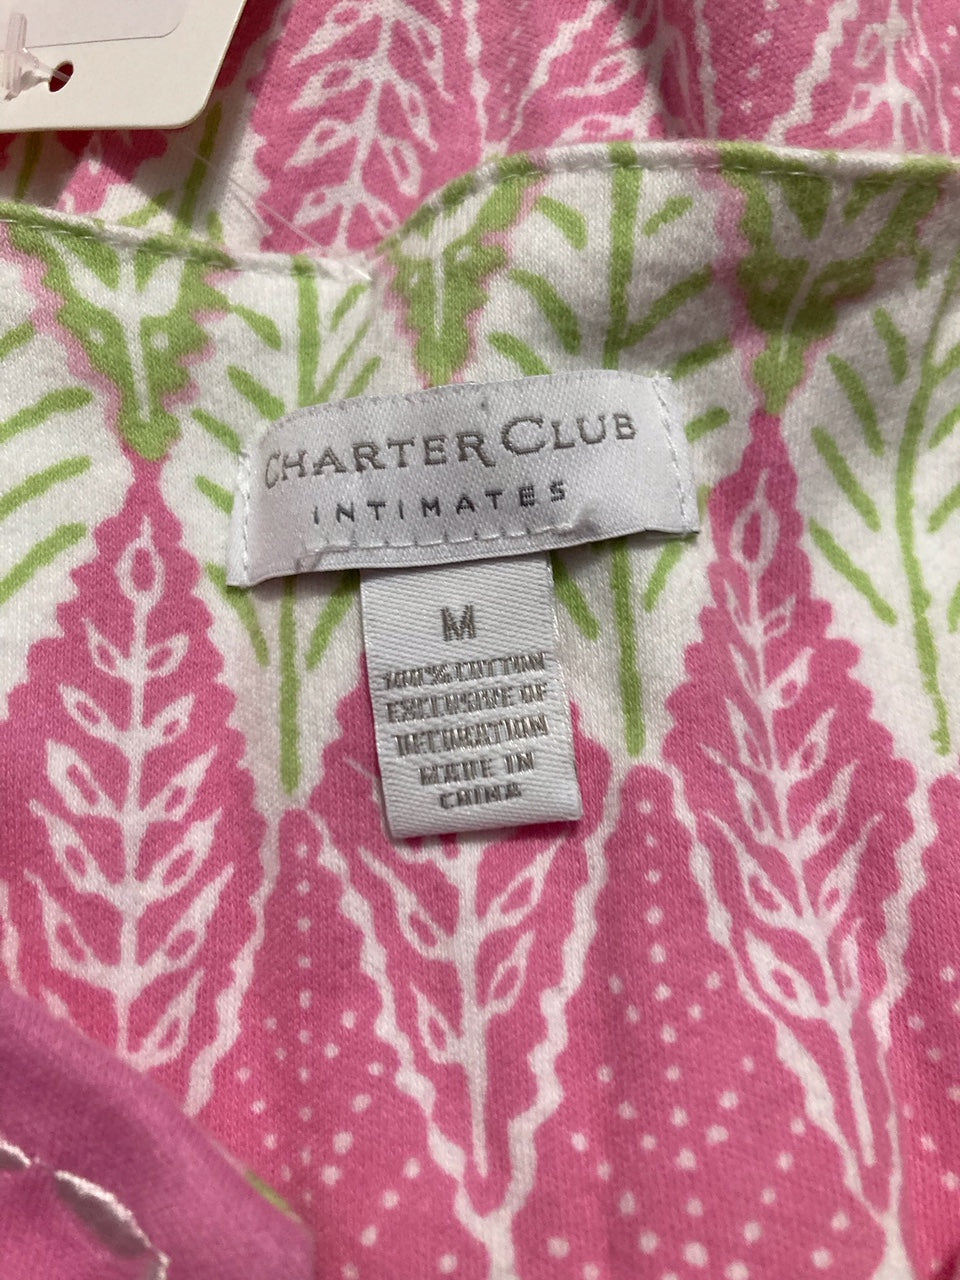 CHARTER CLUB
INTIMATES
M
100% COTTON
EXCLUSIVE OF
DECORATION
MADE IN
CHINA